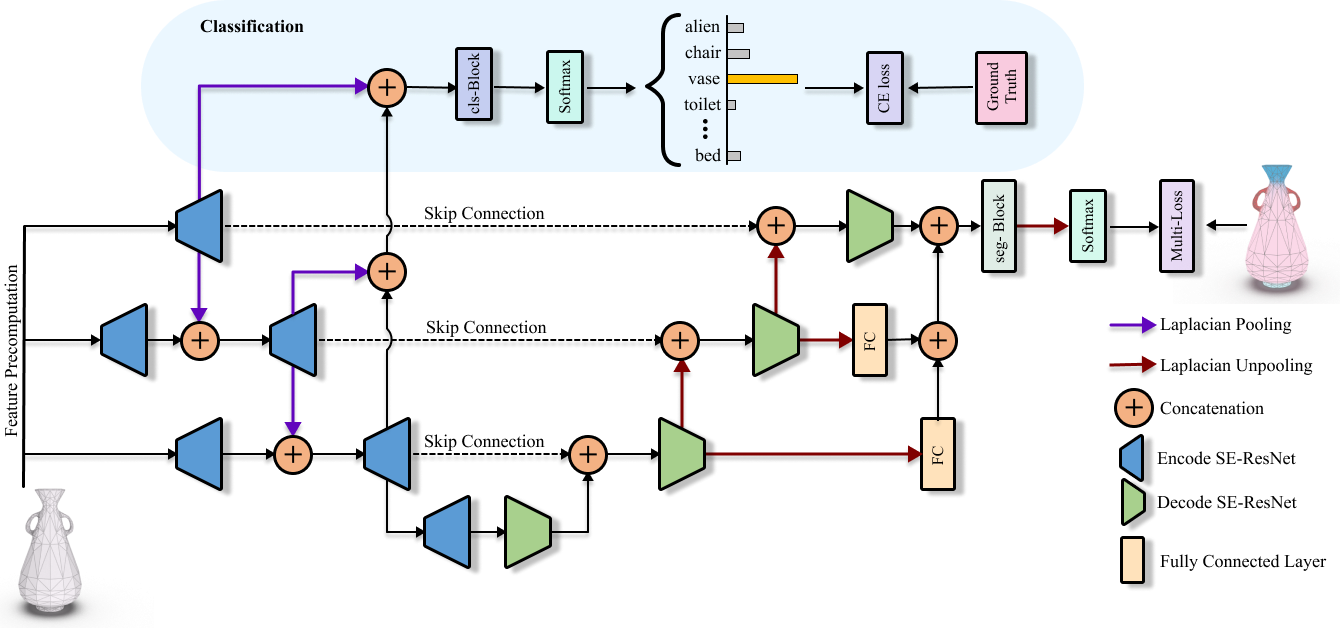 Classification
alien
chair
vase
toilet
bed
cls-Block
Softmax
CE loss
Ground
Truth
Skip Connection
seg- Block
Softmax
Multi-Loss
Feature Precomputation
Skip Connection
FC
Skip Connection
FC
Laplacian Pooling
Laplacian Unpooling
Concatenation
Encode SE-ResNet
Decode SE-ResNet
Fully Connected Layer